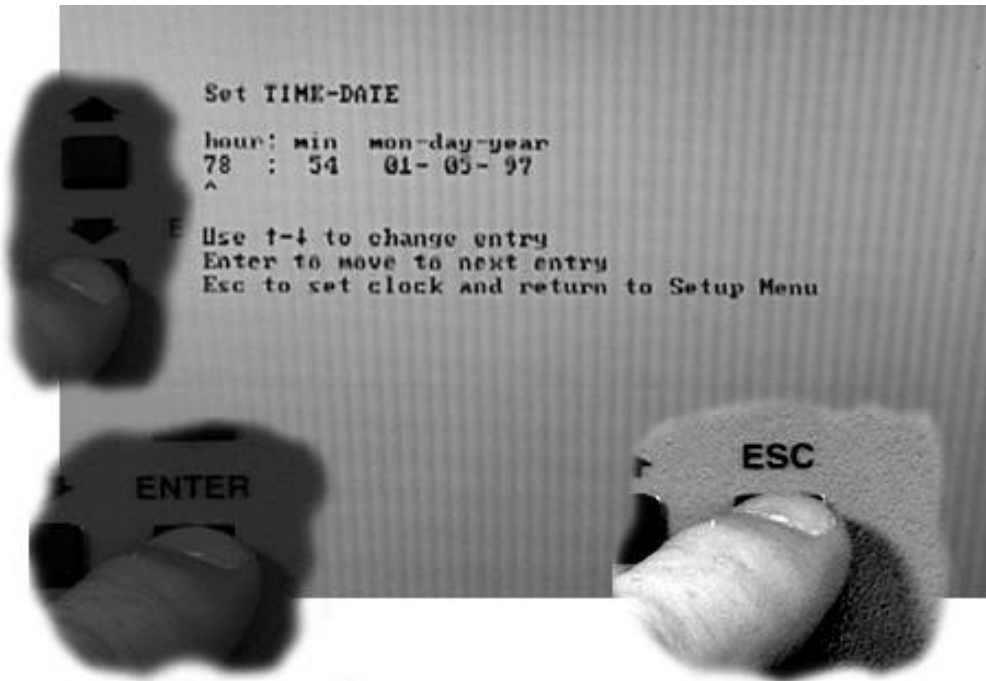 Set TIME-DATE
hour: min mon-day-year
78 : 54 01- 05- 97
^
Use ↑-↓ to change entry
Enter to move to next entry
Esc to set clock and return to Setup Menu
ENTER
ESC